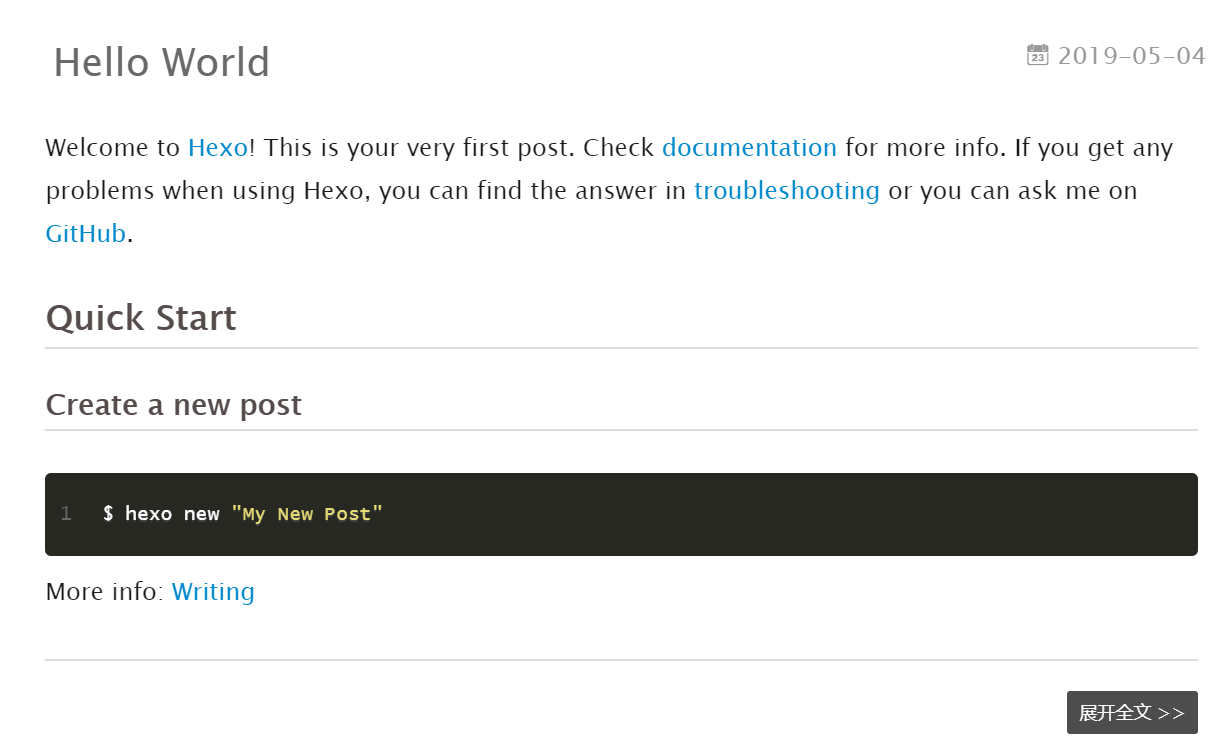 Hello World
2019-05-04
Welcome to Hexo! This is your very first post. Check documentation for more info. If you get any
problems when using Hexo, you can find the answer in troubleshooting or you can ask me on
GitHub.
Quick Start
Create a new post
1 $ hexo new "My New Post"
More info: Writing
展开全文 >>